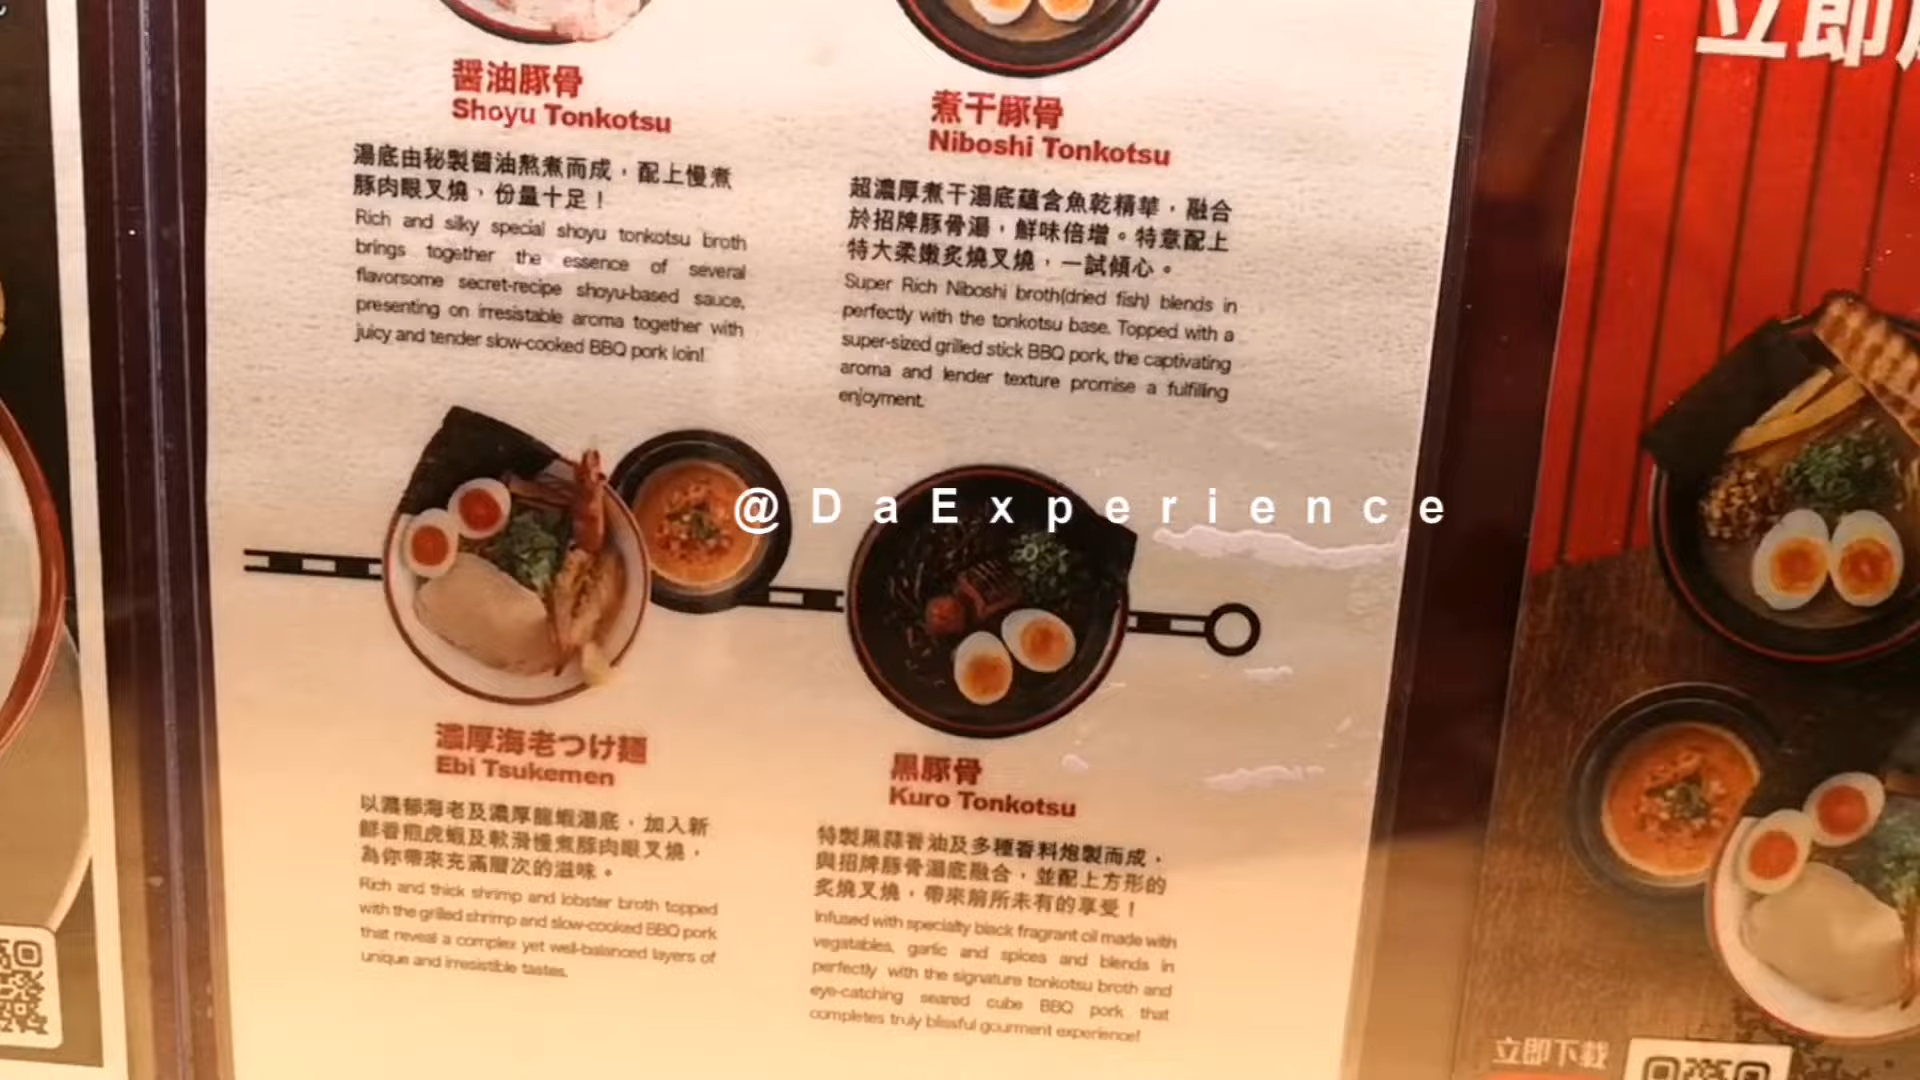 立即
醤油豚骨
Shoyu Tonkotsu
湯底由秘製醬油熬煮而成，配上慢煮
豚肉眼叉燒，份量十足！
Rich and silky special shoyu tonkotsu broth
brings together the essence of several
flavorsome secret-recipe shoyu-based sauce,
presenting on irresistable aroma together with
juicy and tender slow-cooked BBQ pork loin!
煮干豚骨
Niboshi Tonkotsu
超濃厚煮干湯底蘊含魚乾精華，融合
於招牌豚骨湯，鮮味倍增。特意配上
特大柔嫩炙燒叉燒，一試傾心。
Super Rich Niboshi broth(dried fish) blends in
perfectly with the tonkotsu base. Topped with a
super-sized grilled stick BBQ pork, the captivating
aroma and lender texture promise a fulfilling
enjoyment.
@DaExperience
濃厚海老つけ麺
Ebi Tsukemen
以濃郁海老及濃厚龍蝦湯底，加入新
鮮香煎虎蝦及軟滑慢煮豚肉眼叉燒，
為你帶來充滿層次的滋味。
Rich and thick shrimp and lobster broth topped
with the grilled shrimp and slow-cooked BBQ pork
that reveal a complex yet well-balanced layers of
unique and irresistible tastes.
黒豚骨
Kuro Tonkotsu
特製黑蒜香油及多種香料炮製而成，
與招牌豚骨湯底融合，並配上方形的
炙燒叉燒，帶來前所未有的享受！
Infused with specialty black fragrant oil made with
vegatables, garlic and spices and blends in
perfectly with the signature tonkotsu broth and
eye-catching seared cube BBQ pork that
completes truly blissful gourment experience!
立即下載